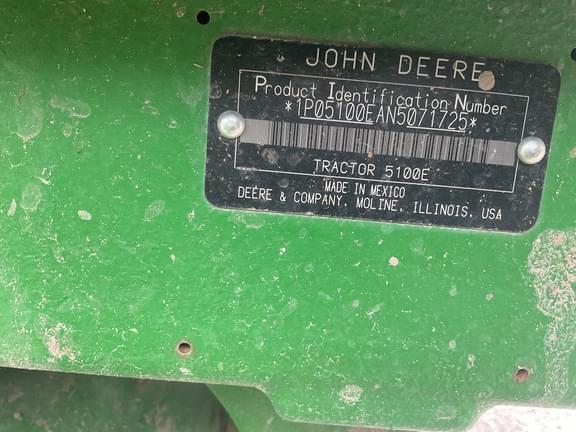 JOHN DEERE
Product Identification Number
*1P05100EAN5071725*
TRACTOR 5100E
MADE IN MEXICO
DEERE & COMPANY, MOLINE, ILLINOIS, USA